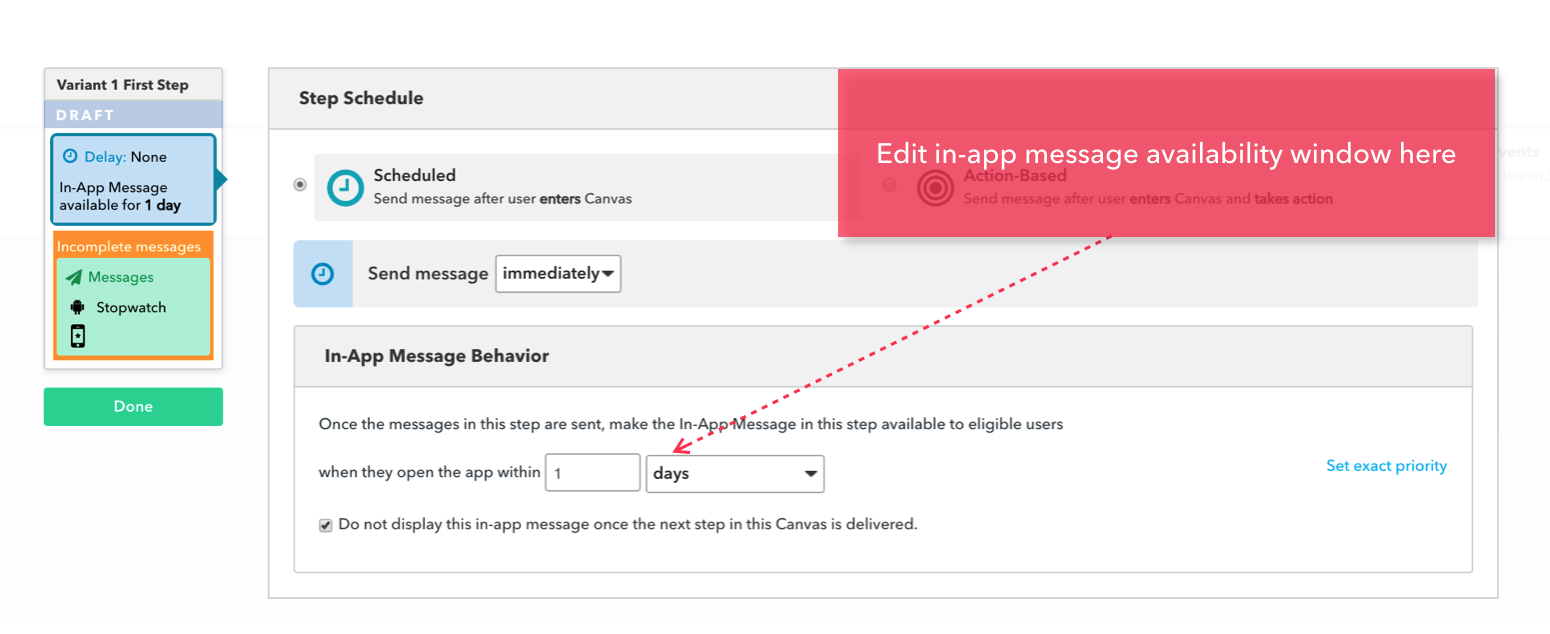 Variant 1 First Step
DRAFT
Delay: None
In-App Message
available for 1 day
Incomplete messages
Messages
Stopwatch
Done
Step Schedule
Edit in-app message availability window here
Scheduled
Send message after user enters Canvas
Action-Based
Send message after user enters Canvas and takes action
vents
within
Send message immediately
In-App Message Behavior
Once the messages in this step are sent, make the In-App Message in this step available to eligible users
when they open the app within 1 days
Set exact priority
Do not display this in-app message once the next step in this Canvas is delivered.